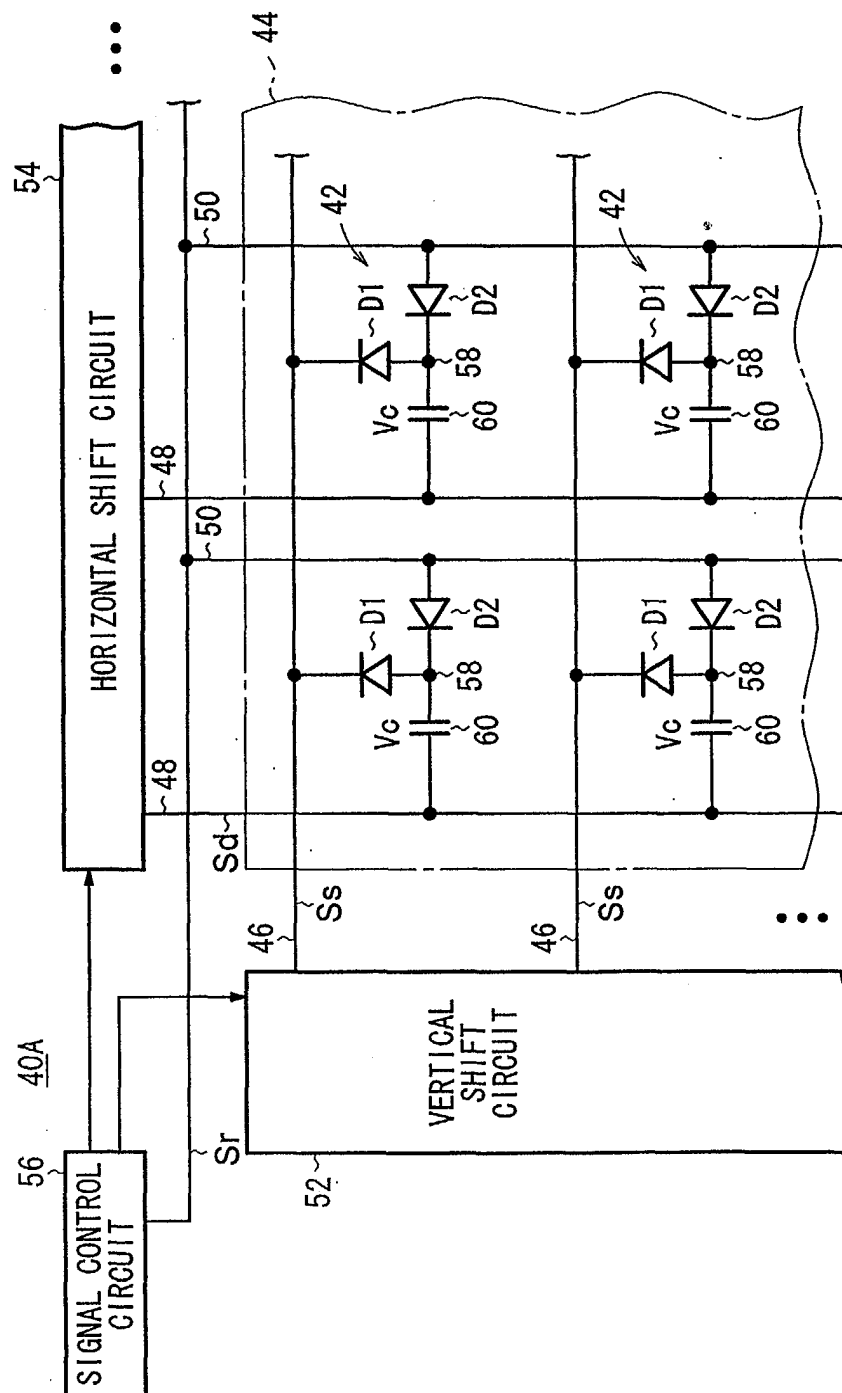 40A
56
SIGNAL CONTROL
CIRCUIT
54
HORIZONTAL SHIFT CIRCUIT
•••
48
50
48
50
Sr
Sd
44
52
VERTICAL
SHIFT
CIRCUIT
46
Ss
42
42
D1
D1
Vc
60
58
D2
Vc
60
58
D2
46
Ss
D1
D1
42
Vc
60
58
D2
Vc
60
58
D2
•••